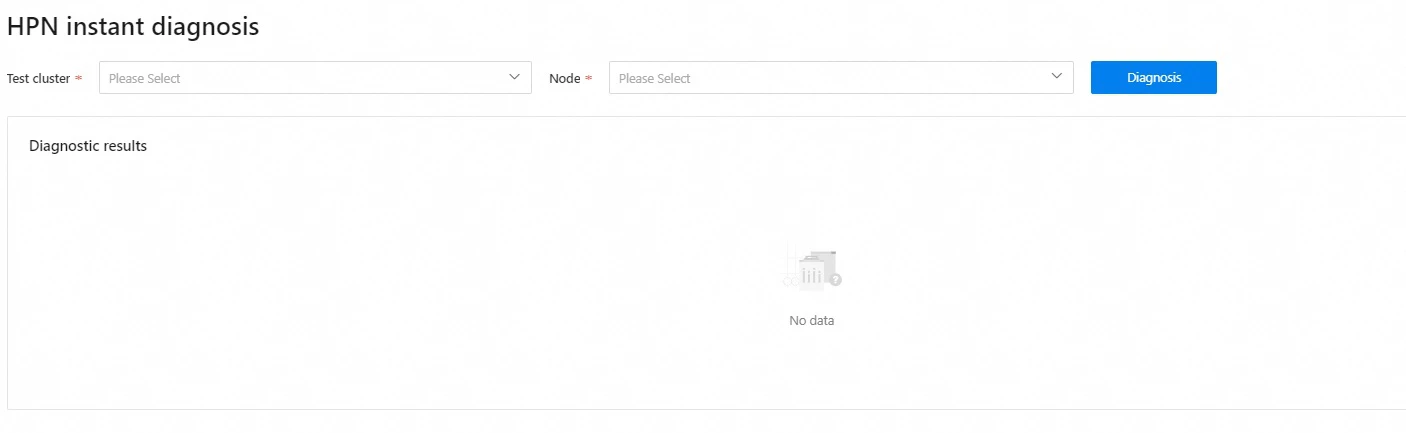 HPN instant diagnosis
Test cluster * Please Select Node * Please Select Diagnosis
Diagnostic results
No data